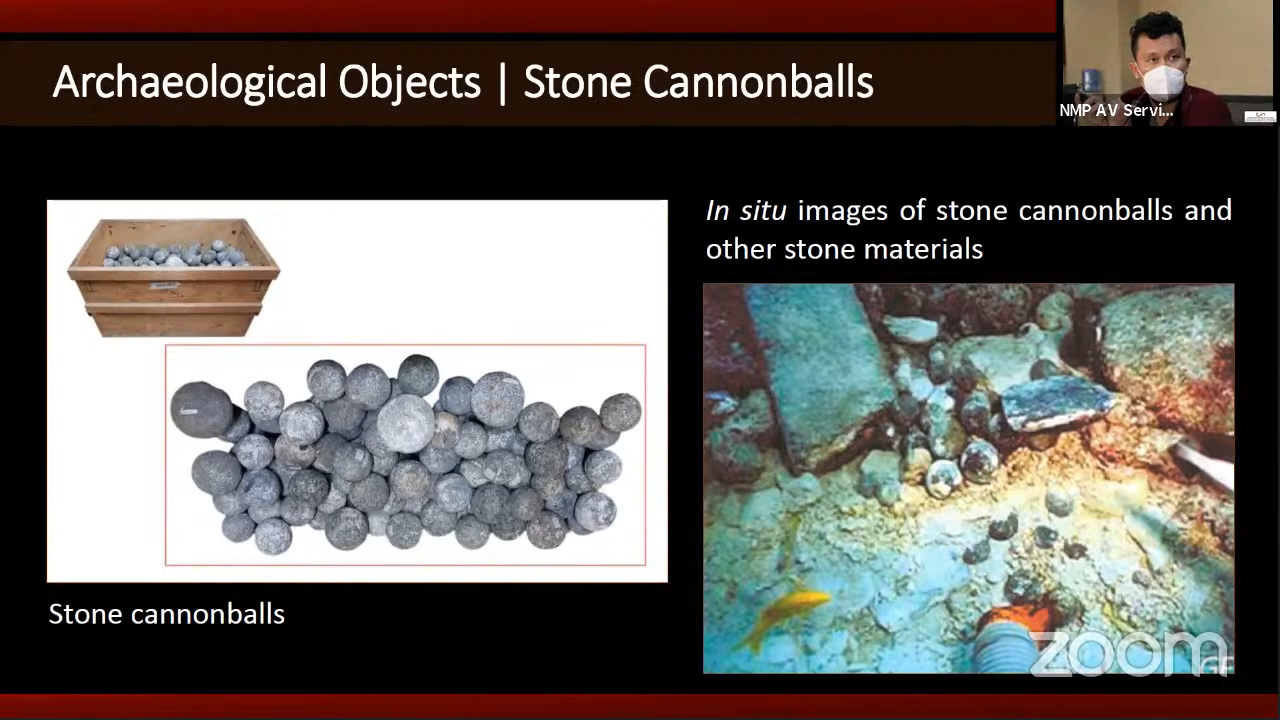 Archaeological Objects | Stone Cannonballs
NMP AV Servi...
In situ images of stone cannonballs and
other stone materials
Stone cannonballs
zoom